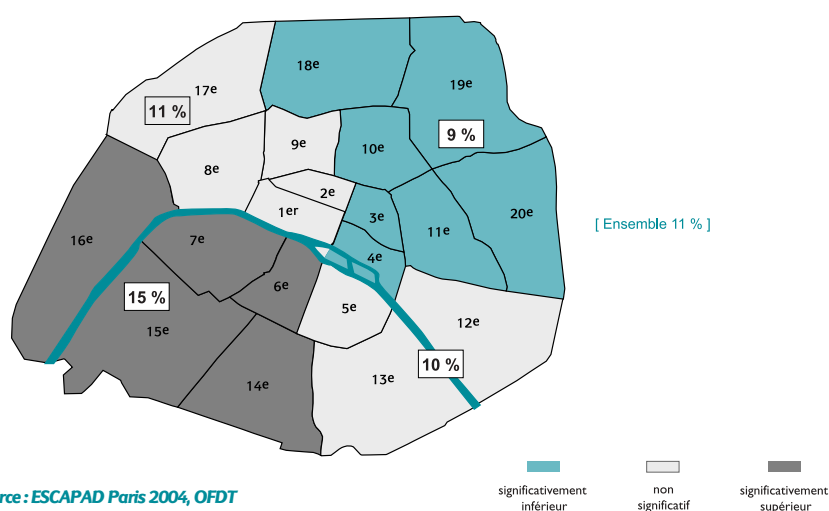 18e
19e
17e
11 %
9 %
9e
10e
8e
2e
20e
1er
3e
11e
[ Ensemble 11 % ]
16e
7e
4e
6e
15 %
5e
12e
15e
10 %
13e
14e
rce : ESCAPAD Paris 2004, OFDT
significativement
inférieur
non
significatif
significativement
supérieur